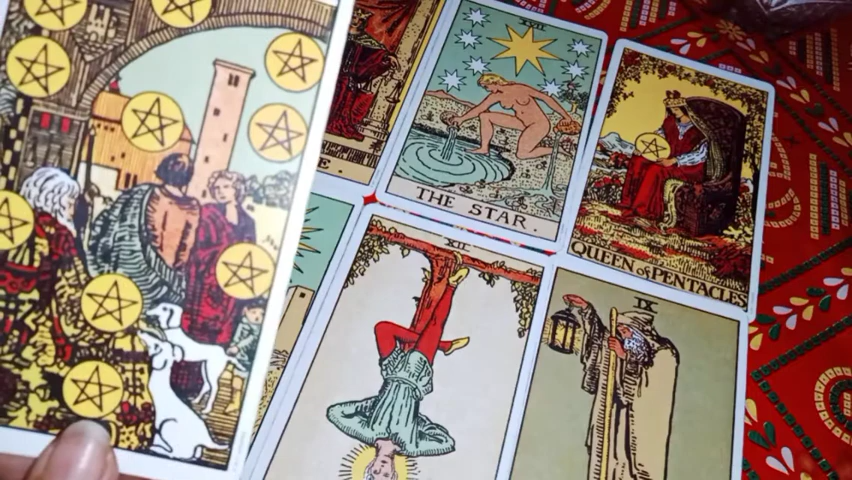 XVII
THE STAR.
QUEEN of PENTACLES
XII
IX